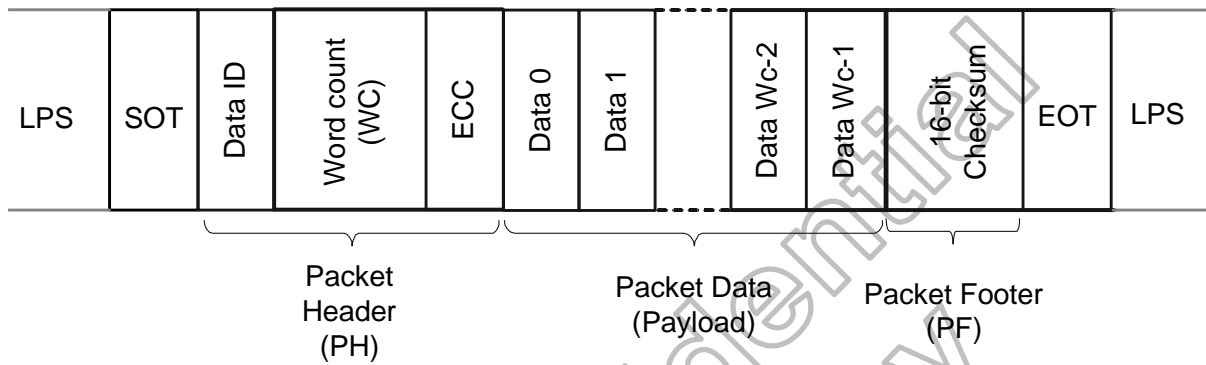 LPS
SOT
Data ID
Word count
(WC)
ECC
Data 0
Data 1
Data Wc-2
Data Wc-1
16-bit
Checksum
EOT
LPS
Packet
Header
(PH)
Packet Data
(Payload)
Packet Footer
(PF)